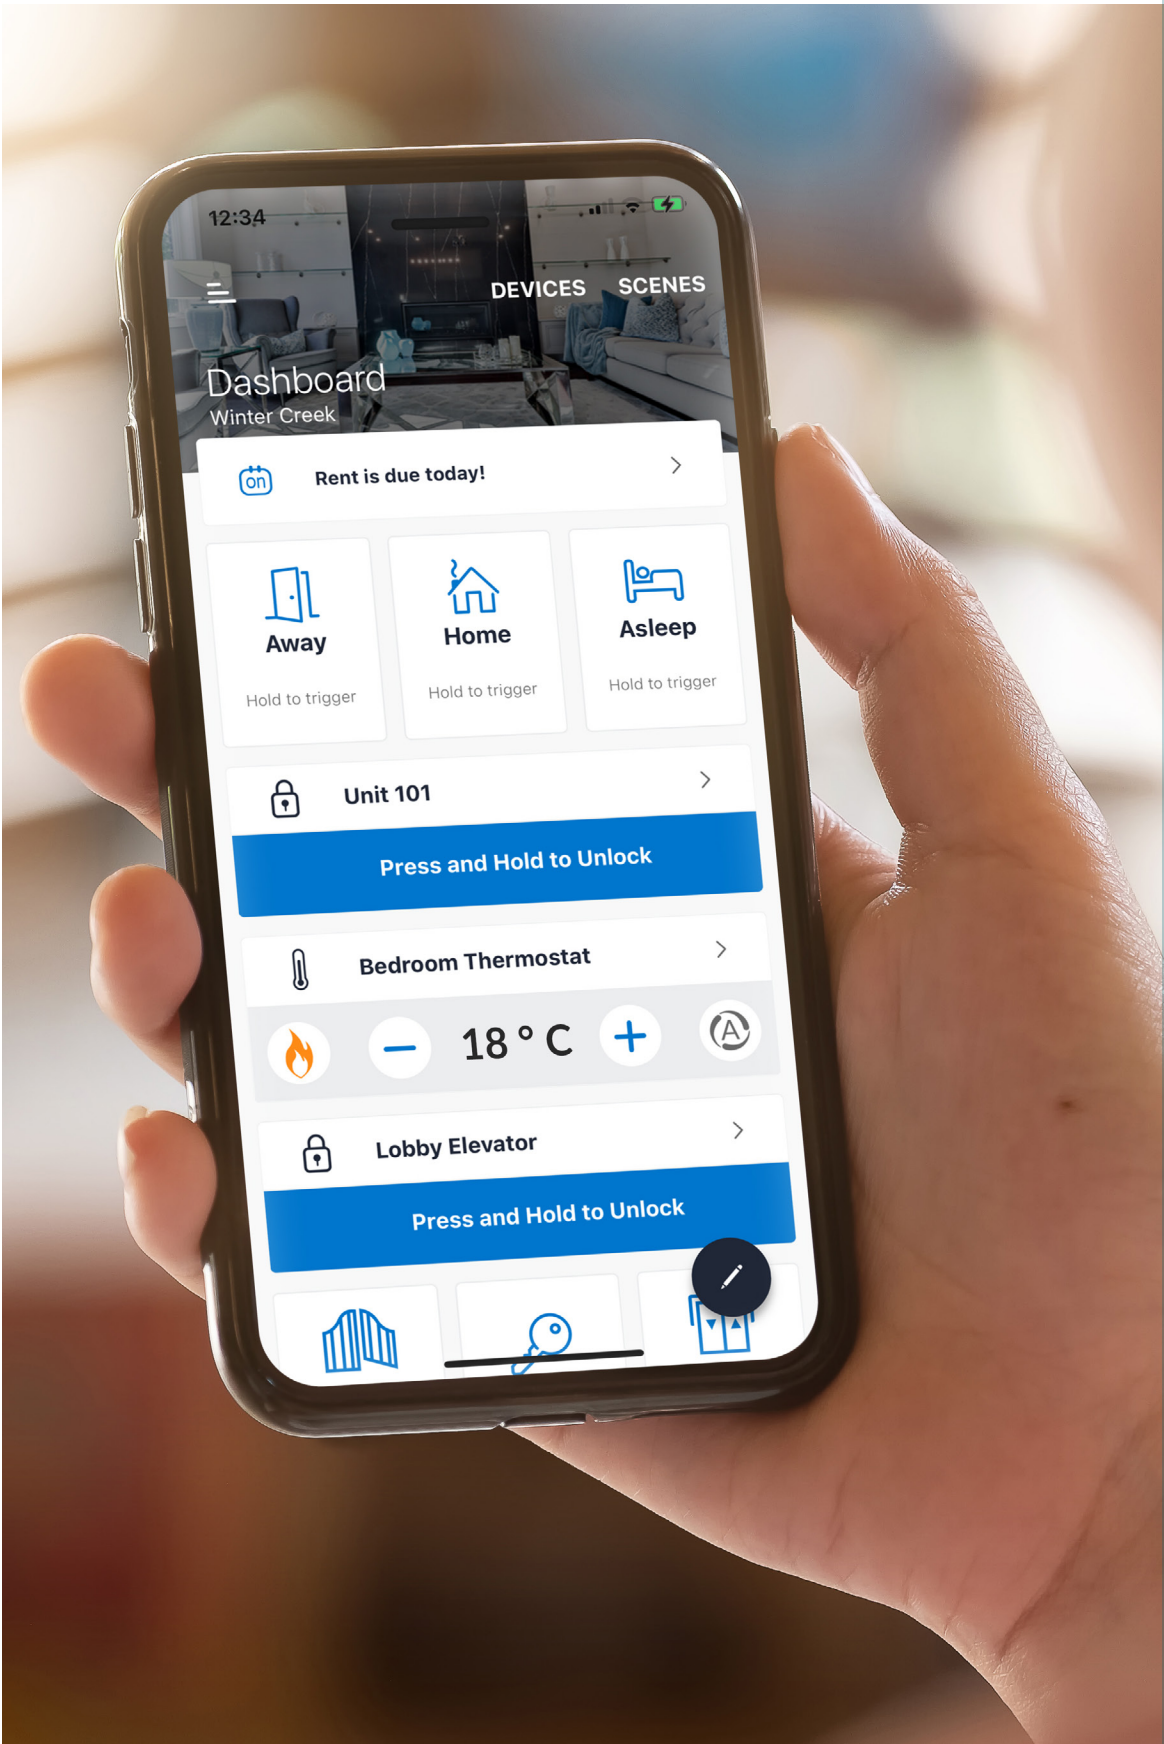 12:34
DEVICES SCENES
Dashboard
Winter Creek
on Rent is due today!
Away Home Asleep
Hold to trigger Hold to trigger Hold to trigger
Unit 101
Press and Hold to Unlock
Bedroom Thermostat
18 ° C A
Lobby Elevator
Press and Hold to Unlock